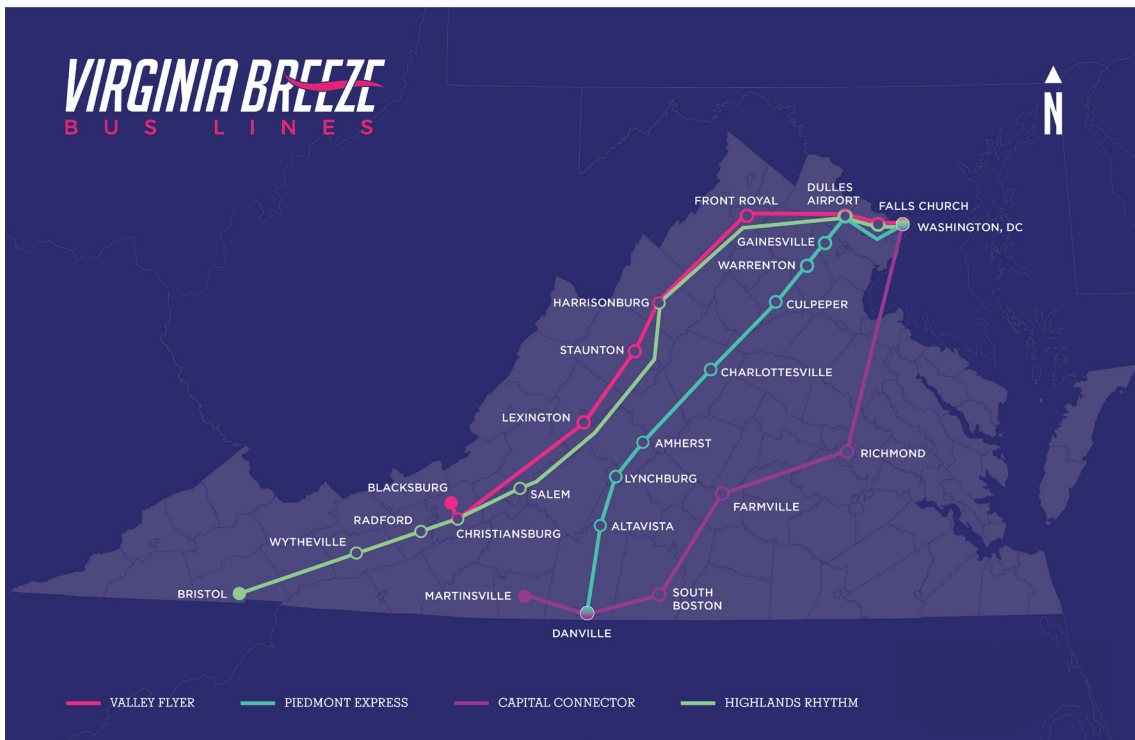 VIRGINIA BREEZE
BUS LINES
N
DULLES
AIRPORT
FRONT ROYAL
FALLS CHURCH
WASHINGTON, DC
GAINESVILLE
WARRENTON
HARRISONBURG
CULPEPER
STAUNTON
CHARLOTTESVILLE
LEXINGTON
AMHERST
RICHMOND
LYNCHBURG
BLACKSBURG
SALEM
FARMVILLE
RADFORD
CHRISTIANSBURG
ALTAVISTA
WYTHEVILLE
BRISTOL
MARTINSVILLE
SOUTH
BOSTON
DANVILLE
VALLEY FLYER
PIEDMONT EXPRESS
CAPITAL CONNECTOR
HIGHLANDS RHYTHM